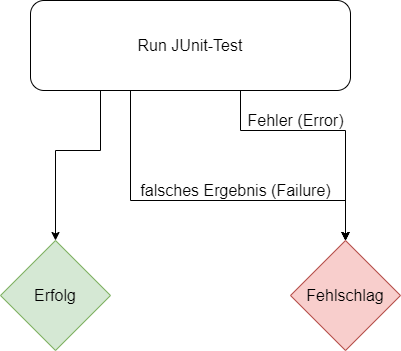 Run JUnit-Test
Fehler (Error)
falsches Ergebnis (Failure)
Erfolg
Fehlschlag